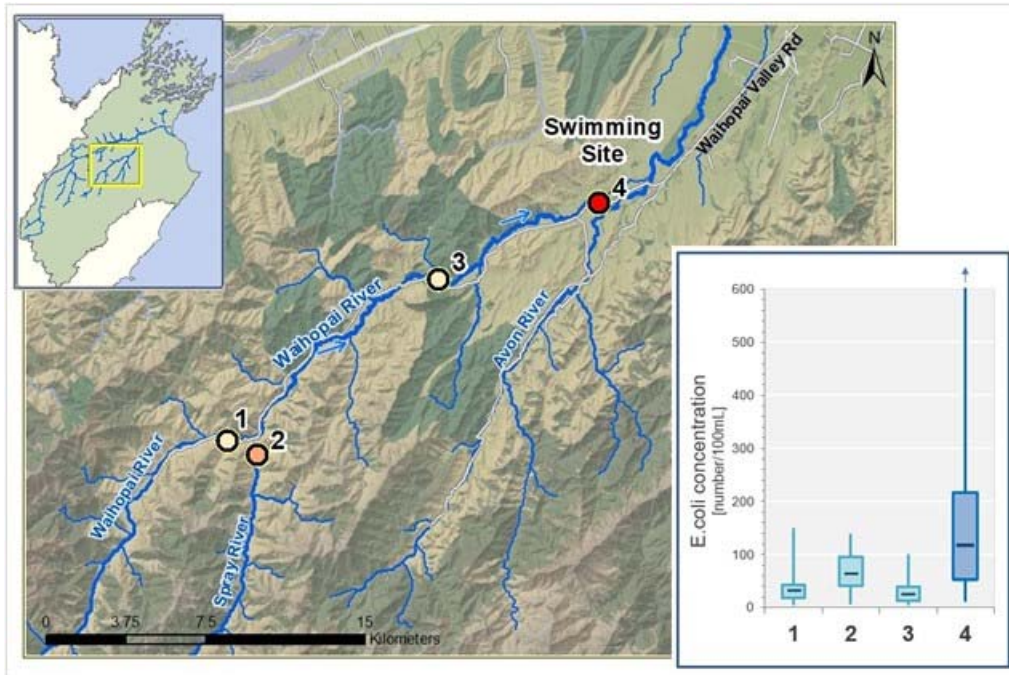 N
Waihopai Valley Rd
Swimming
Site
4
3
Waihopai River
Avon River
1
2
Waihopai River
Spray River
0 3.75 7.5 15
Kilometers
E.coli concentration
[number/100mL]
600
500
400
300
200
100
0
1 2 3 4